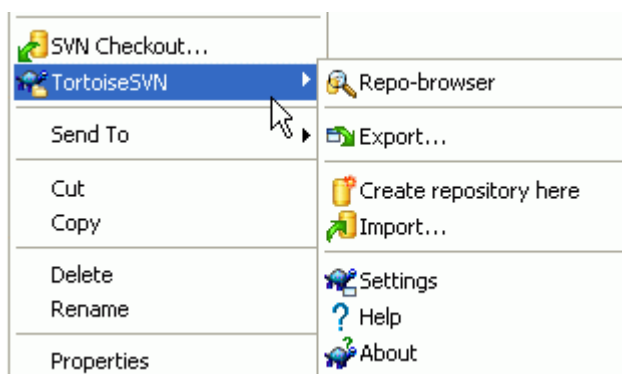 SVN Checkout...
TortoiseSVN
Send To
Cut
Copy
Delete
Rename
Properties
Repo-browser
Export...
Create repository here
Import...
Settings
Help
About